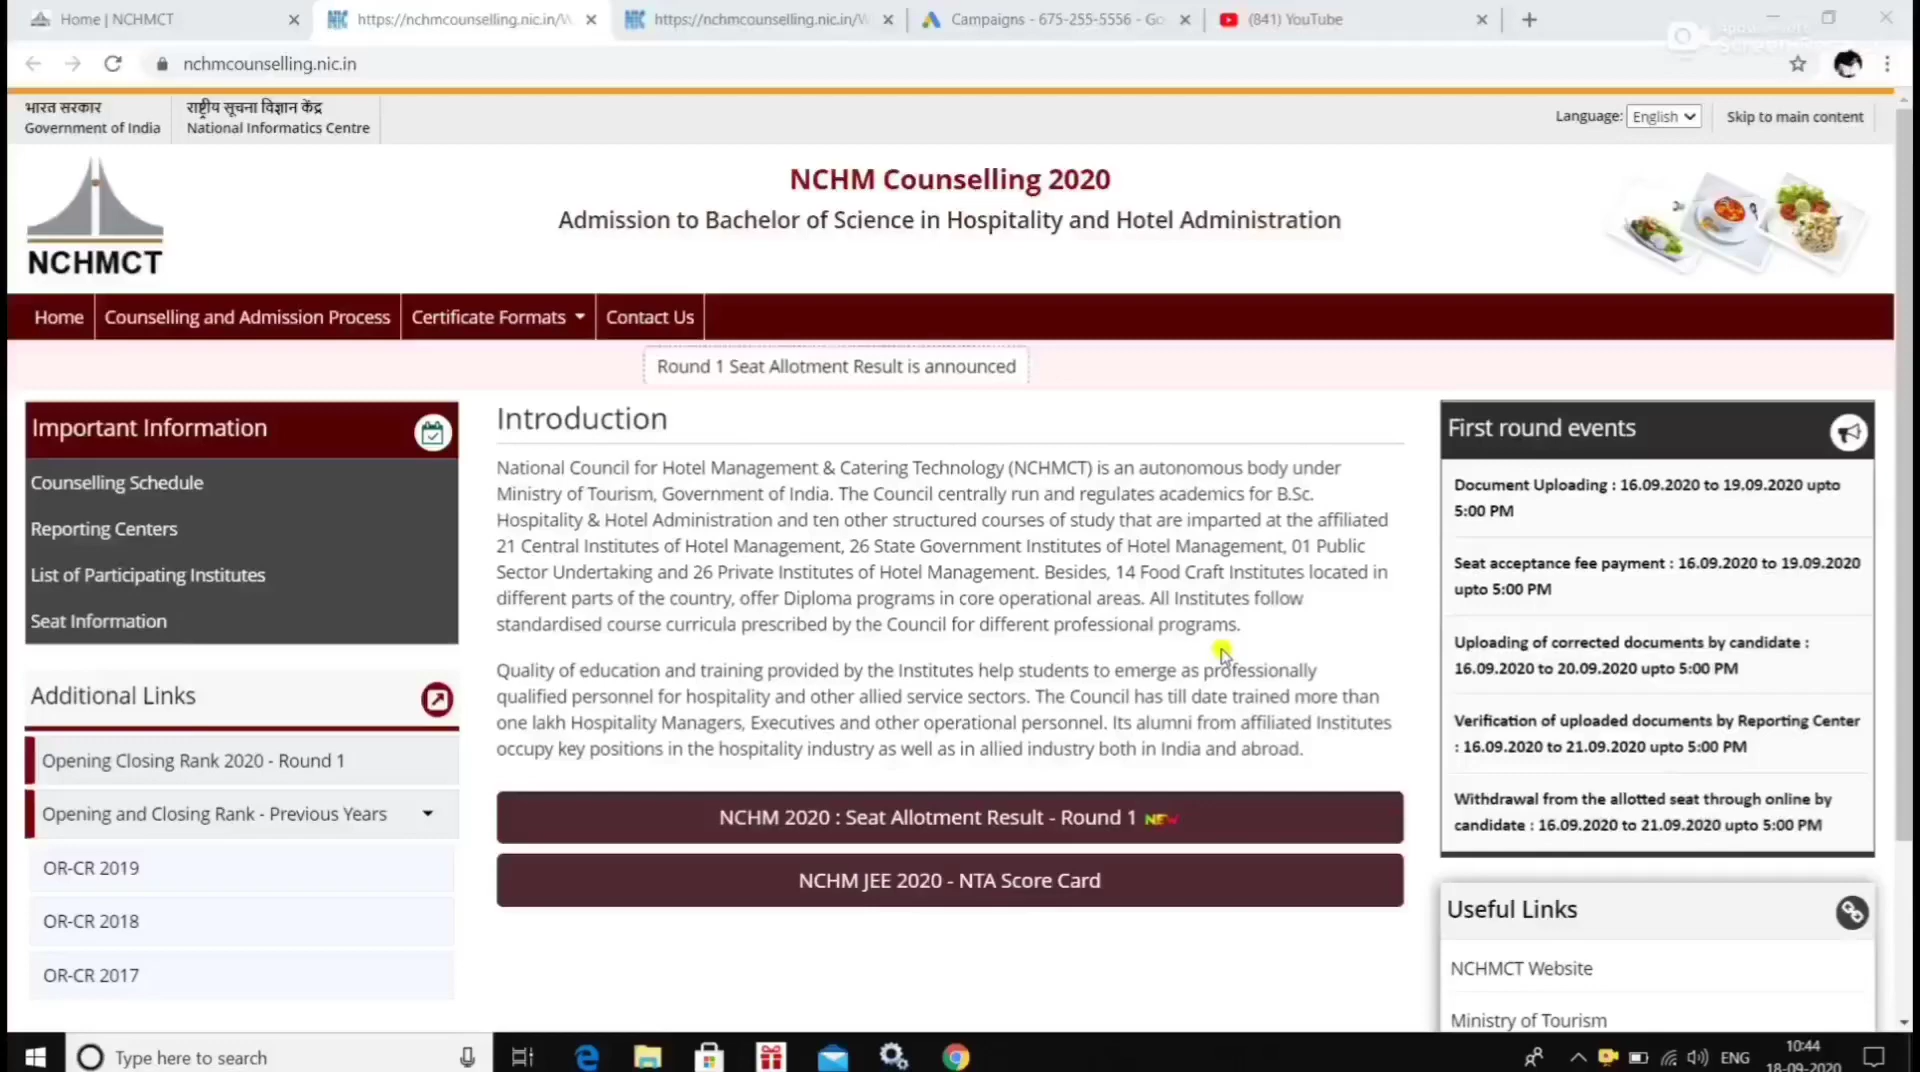 Home | NCHMCT
https://nchmcounselling.nic.in/W
https://nchmcounselling.nic.in/W
Campaigns - 675-255-5556 - Go
(841) YouTube
nchmcounselling.nic.in
भारत सरकार
Government of India
राष्ट्रीय सूचना विज्ञान केंद्र
National Informatics Centre
Language: English
Skip to main content
NCHMCT
NCHM Counselling 2020
Admission to Bachelor of Science in Hospitality and Hotel Administration
Home
Counselling and Admission Process
Certificate Formats
Contact Us
Round 1 Seat Allotment Result is announced
Important Information
Counselling Schedule
Reporting Centers
List of Participating Institutes
Seat Information
Additional Links
Opening Closing Rank 2020 - Round 1
Opening and Closing Rank - Previous Years
OR-CR 2019
OR-CR 2018
OR-CR 2017
Introduction
National Council for Hotel Management & Catering Technology (NCHMCT) is an autonomous body under
Ministry of Tourism, Government of India. The Council centrally run and regulates academics for B.Sc.
Hospitality & Hotel Administration and ten other structured courses of study that are imparted at the affiliated
21 Central Institutes of Hotel Management, 26 State Government Institutes of Hotel Management, 01 Public
Sector Undertaking and 26 Private Institutes of Hotel Management. Besides, 14 Food Craft Institutes located in
different parts of the country, offer Diploma programs in core operational areas. All Institutes follow
standardised course curricula prescribed by the Council for different professional programs.
Quality of education and training provided by the Institutes help students to emerge as professionally
qualified personnel for hospitality and other allied service sectors. The Council has till date trained more than
one lakh Hospitality Managers, Executives and other operational personnel. Its alumni from affiliated Institutes
occupy key positions in the hospitality industry as well as in allied industry both in India and abroad.
NCHM 2020 : Seat Allotment Result - Round 1 NEW
NCHM JEE 2020 - NTA Score Card
First round events
Document Uploading : 16.09.2020 to 19.09.2020 upto
5:00 PM
Seat acceptance fee payment : 16.09.2020 to 19.09.2020
upto 5:00 PM
Uploading of corrected documents by candidate :
16.09.2020 to 20.09.2020 upto 5:00 PM
Verification of uploaded documents by Reporting Center
: 16.09.2020 to 21.09.2020 upto 5:00 PM
Withdrawal from the allotted seat through online by
candidate : 16.09.2020 to 21.09.2020 upto 5:00 PM
Useful Links
NCHMCT Website
Ministry of Tourism
Type here to search
ENG
10:44
18-09-2020